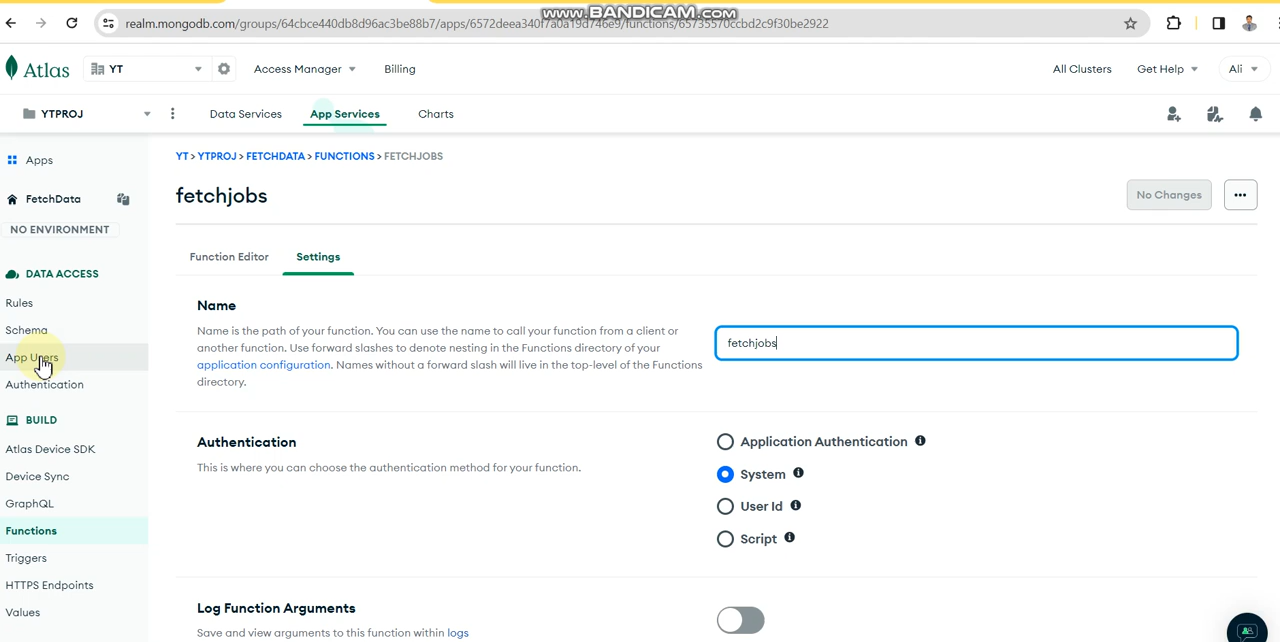 www.BANDICAM.com
realm.mongodb.com/groups/64cbce440db8d96ac3be88b7/apps/6572deea340f7a0a19d746e9/functions/65735570ccbd2c9f30be2922
Atlas
YT
Access Manager
Billing
All Clusters
Get Help
Ali
YTPROJ
Data Services
App Services
Charts
Apps
FetchData
NO ENVIRONMENT
DATA ACCESS
Rules
Schema
App Users
Authentication
BUILD
Atlas Device SDK
Device Sync
GraphQL
Functions
Triggers
HTTPS Endpoints
Values
YT > YTPROJ > FETCHDATA > FUNCTIONS > FETCHJOBS
fetchjobs
No Changes
Function Editor
Settings
Name
Name is the path of your function. You can use the name to call your function from a client or
another function. Use forward slashes to denote nesting in the Functions directory of your
application configuration. Names without a forward slash will live in the top-level of the Functions
directory.
fetchjobs
Authentication
This is where you can choose the authentication method for your function.
Application Authentication
System
User Id
Script
Log Function Arguments
Save and view arguments to this function within logs